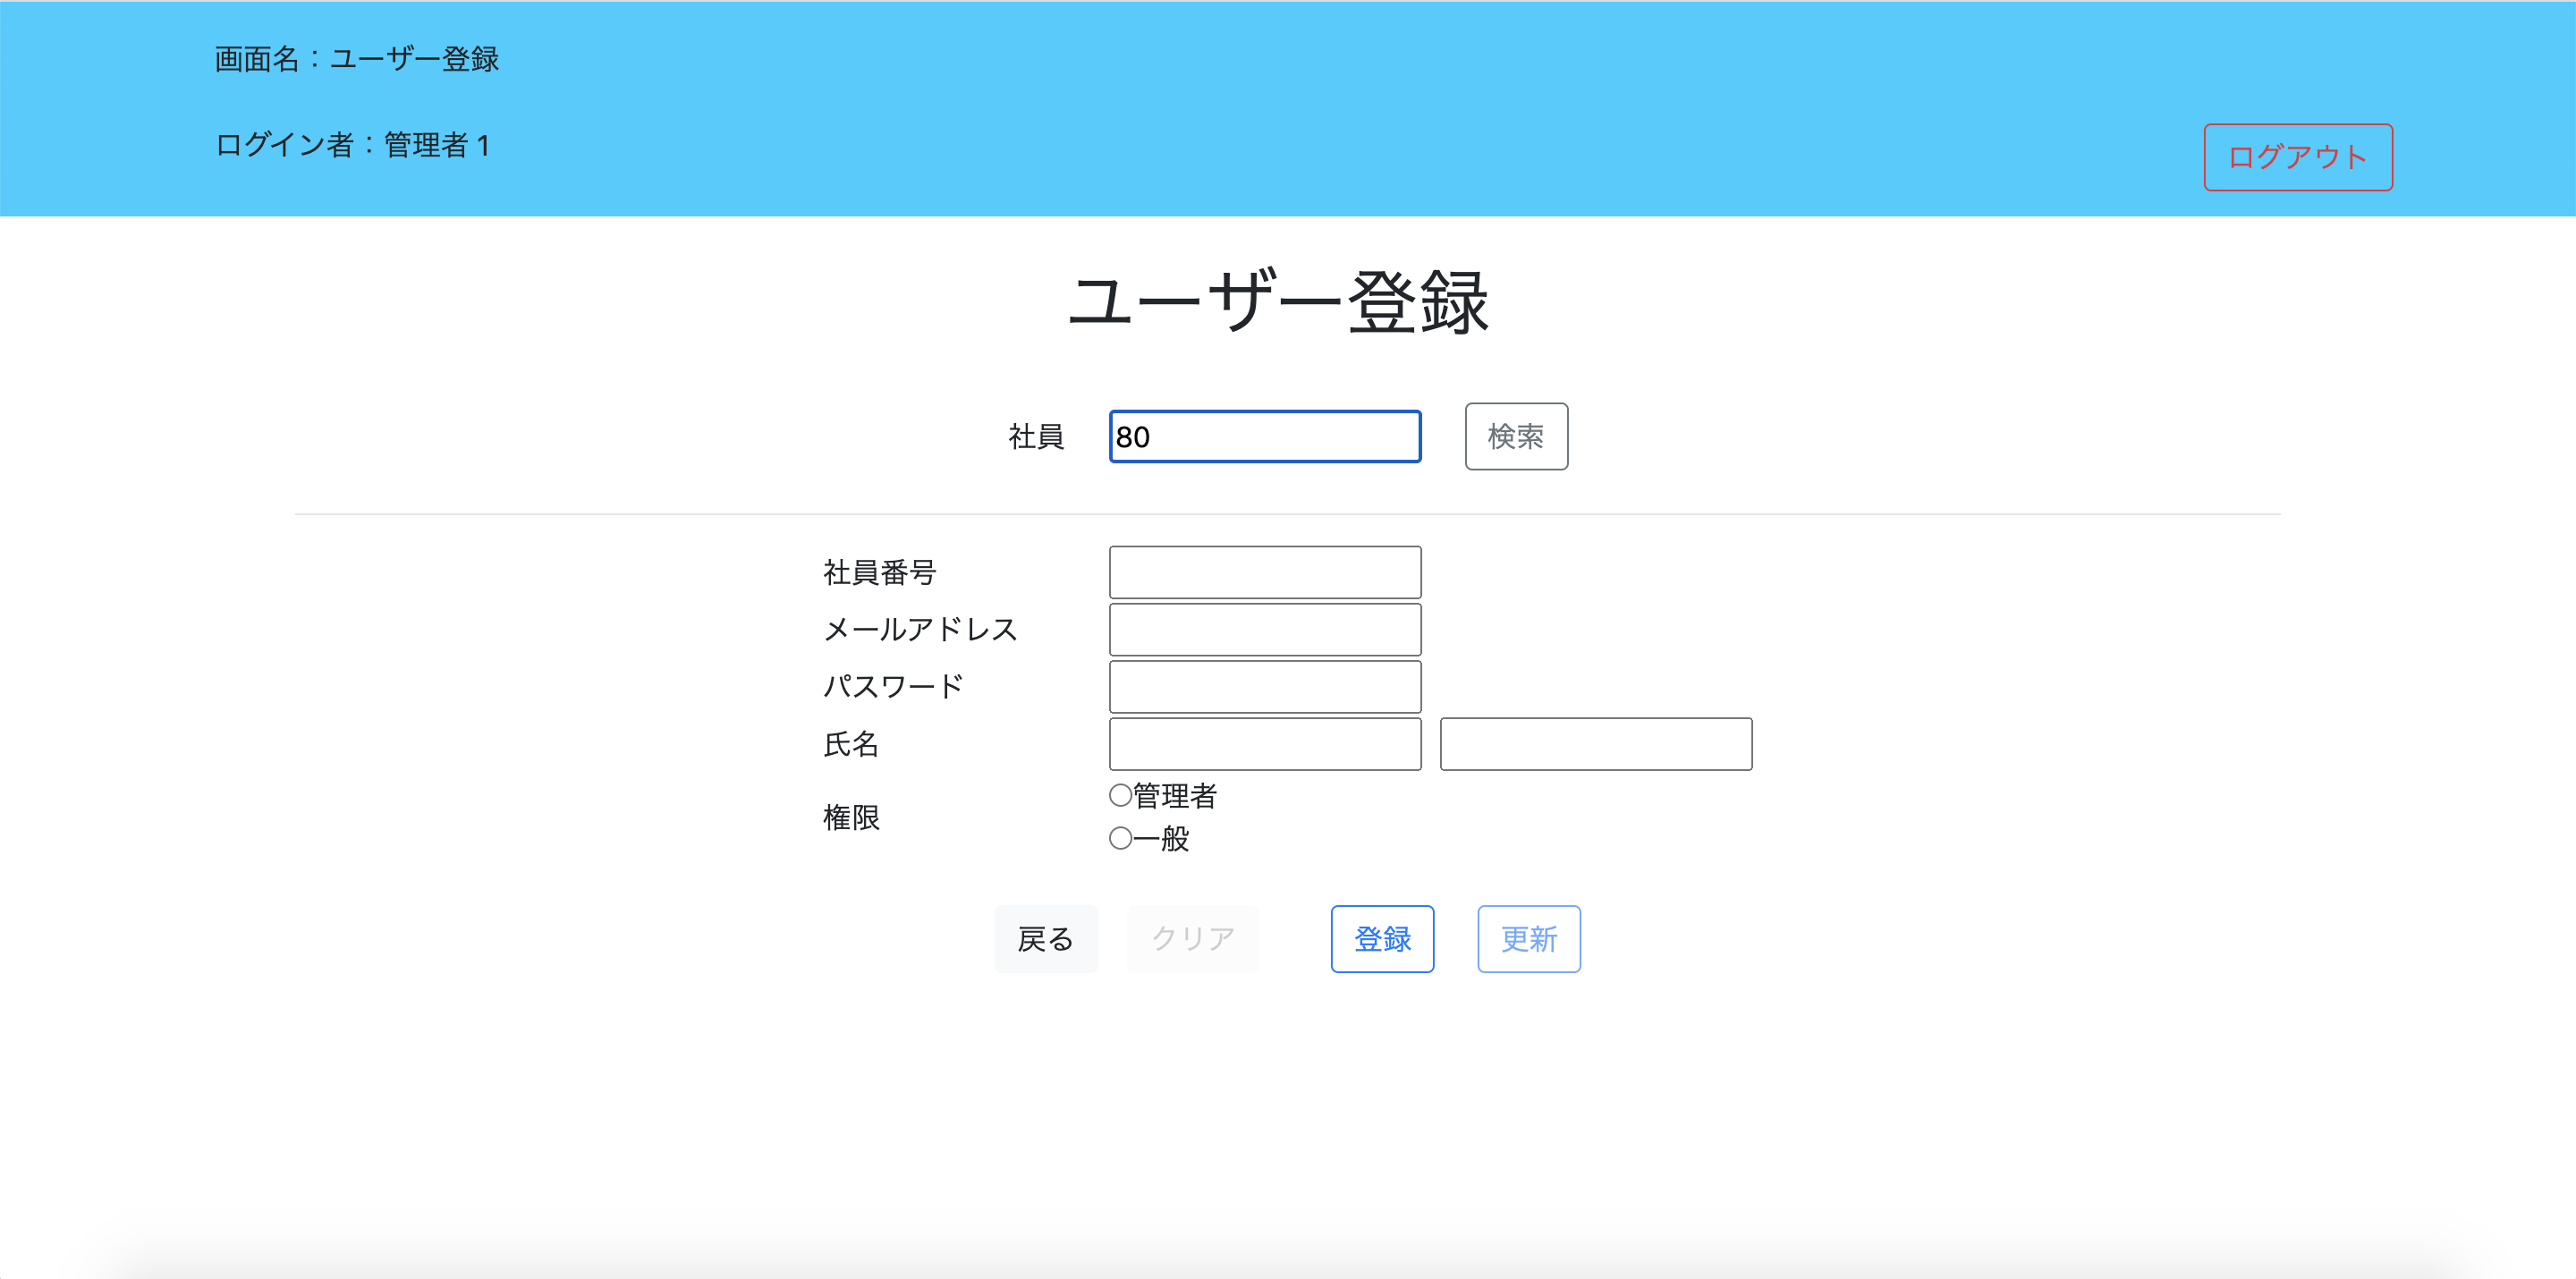 画面名：ユーザー登録
ログイン者：管理者 1
ログアウト
ユーザー登録
社員 80 検索
社員番号
メールアドレス
パスワード
氏名
権限
管理者
一般
戻る クリア 登録 更新